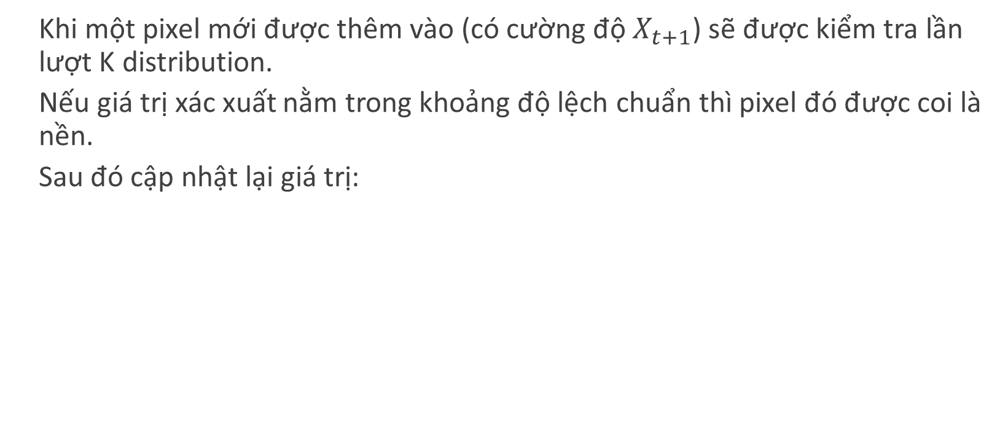 Khi một pixel mới được thêm vào (có cường độ $X_{t+1}$) sẽ được kiểm tra lần
lượt K distribution.
Nếu giá trị xác xuất nằm trong khoảng độ lệch chuẩn thì pixel đó được coi là
nền.
Sau đó cập nhật lại giá trị: